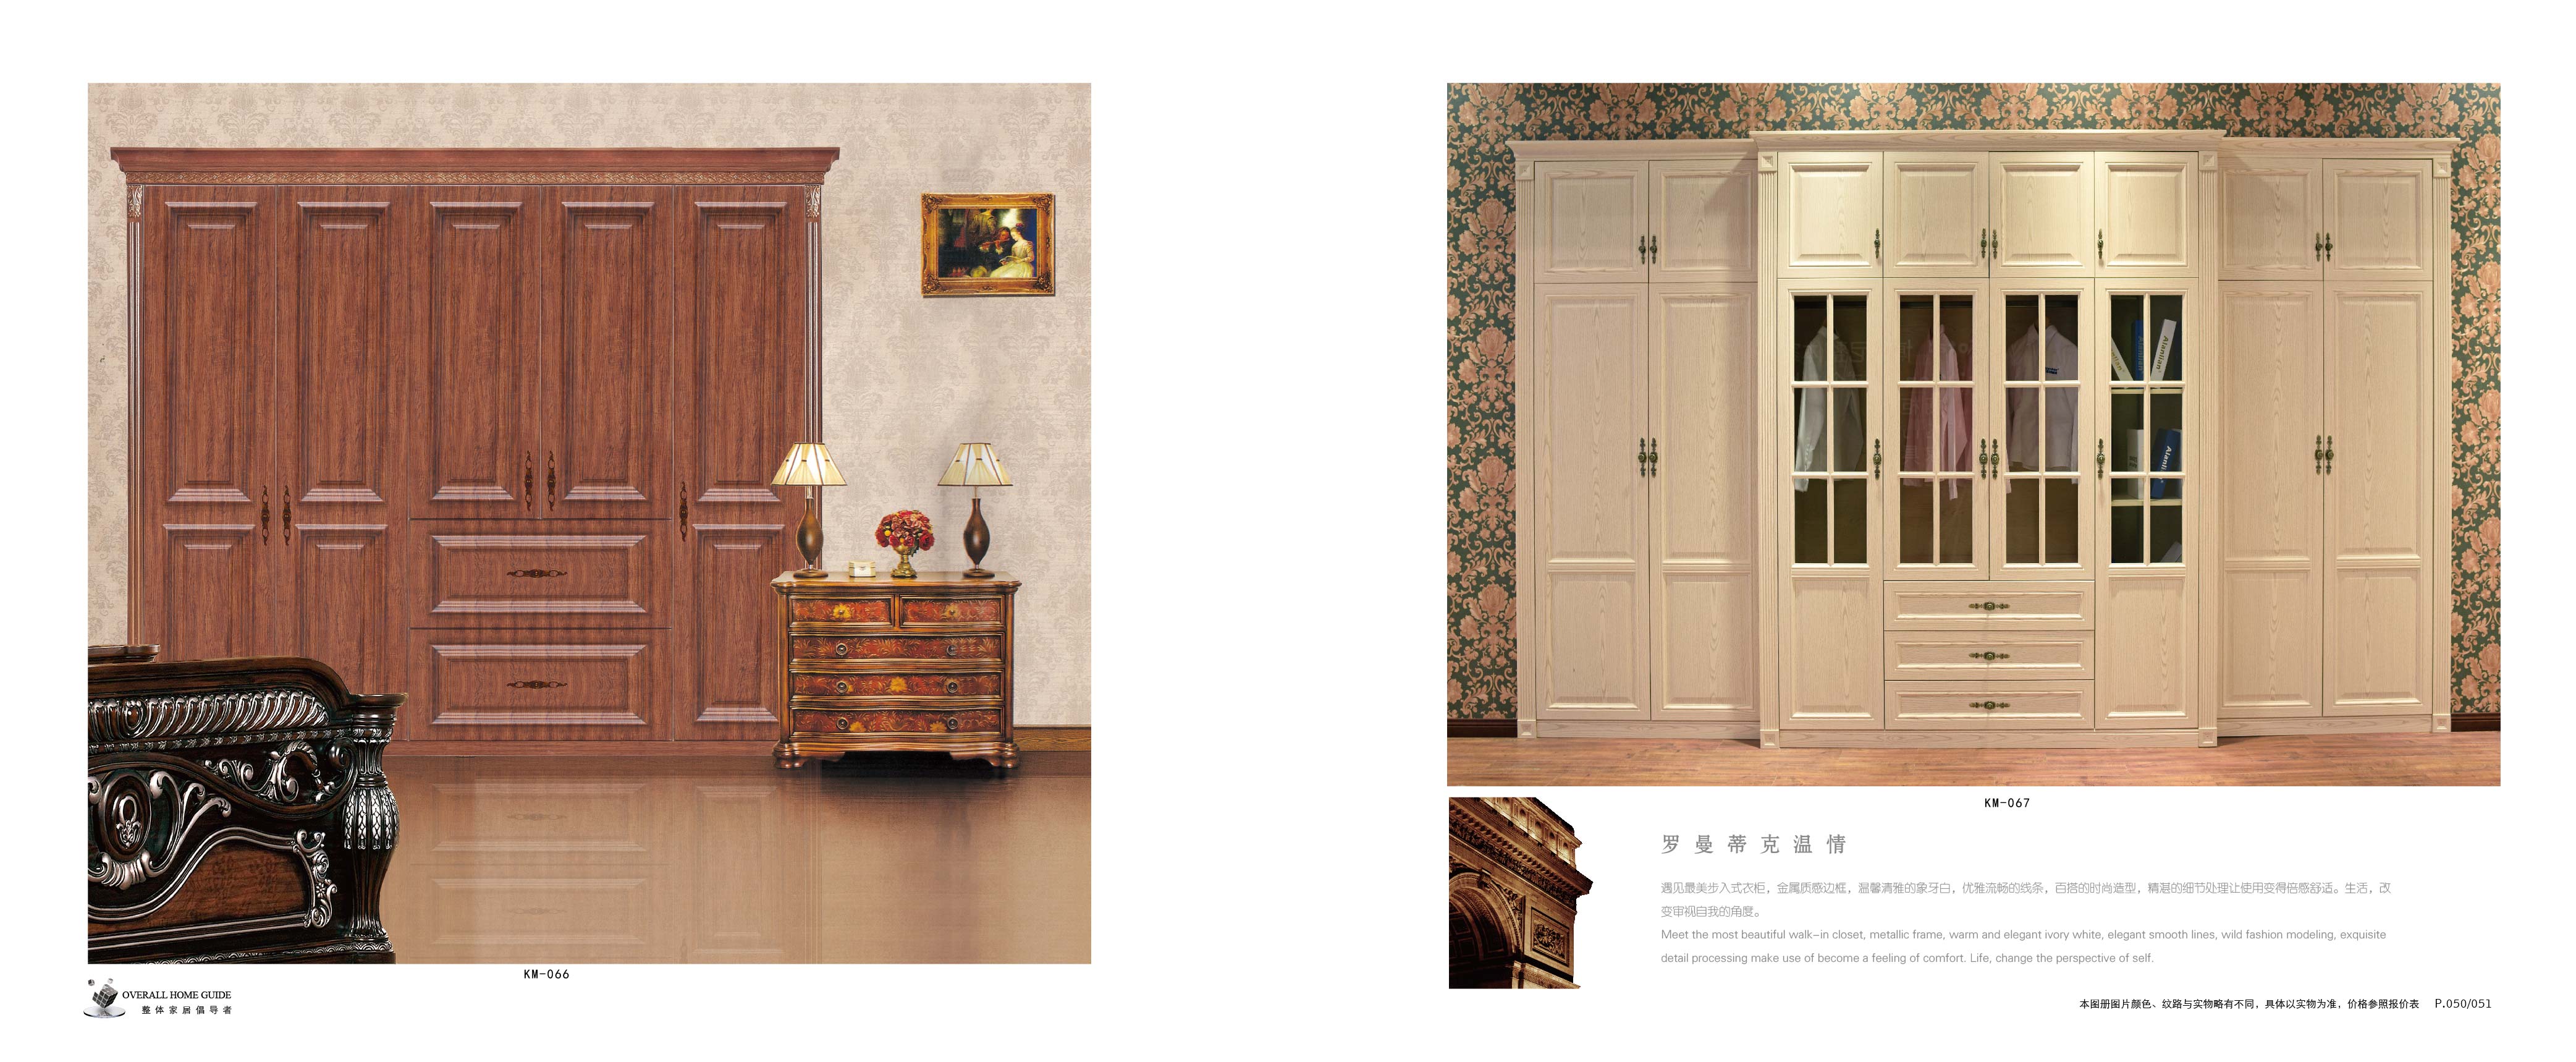 KM-066
OVERALL HOME GUIDE
整体家居倡导者
Aianlian
KM-067
罗曼蒂克温情
遇见最美步入式衣柜，金属质感边框，温馨清雅的象牙白，优雅流畅的线条，百搭的时尚造型，精湛的细节处理让使用变得倍感舒适。生活，改
变审视自我的角度。
Meet the most beautiful walk-in closet, metallic frame, warm and elegant ivory white, elegant smooth lines, wild fashion modeling, exquisite
detail processing make use of become a feeling of comfort. Life, change the perspective of self.
本图册图片颜色、纹路与实物略有不同，具体以实物为准，价格参照报价表 P.050/051